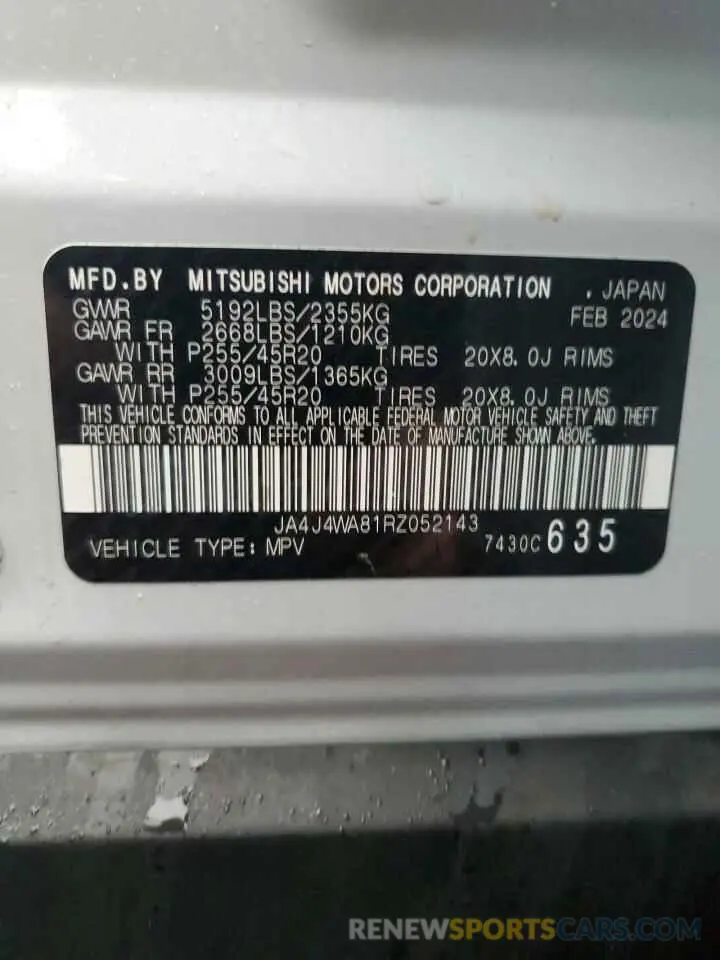 MFD.BY MITSUBISHI MOTORS CORPORATION . JAPAN
GVWR 5192LBS/2355KG FEB 2024
GAWR FR 2668LBS/1210KG
WITH P255/45R20 TIRES 20X8.0J RIMS
GAWR RR 3009LBS/1365KG
WITH P255/45R20 TIRES 20X8.0J RIMS
THIS VEHICLE CONFORMS TO ALL APPLICABLE FEDERAL MOTOR VEHICLE SAFETY AND THEFT
PREVENTION STANDARDS IN EFFECT ON THE DATE OF MANUFACTURE SHOWN ABOVE.
JA4J4WA81RZ052143
VEHICLE TYPE: MPV 7430C 635
RENEWSPORTSCARS.COM